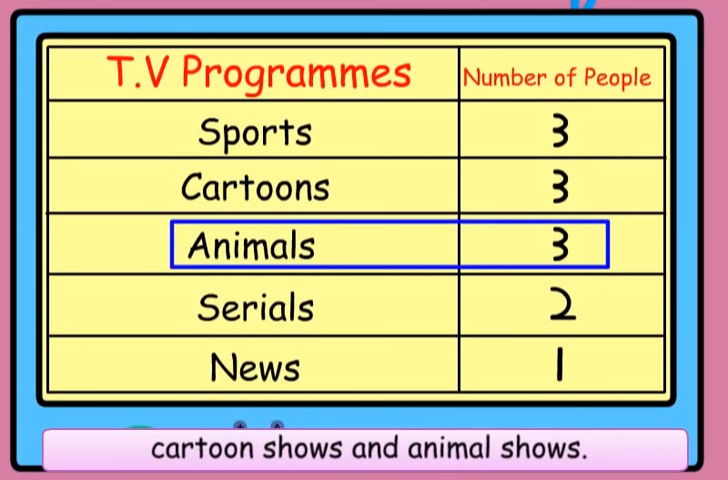 T.V Programmes Number of People
Sports 3
Cartoons 3
Animals 3
Serials 2
News 1
cartoon shows and animal shows.